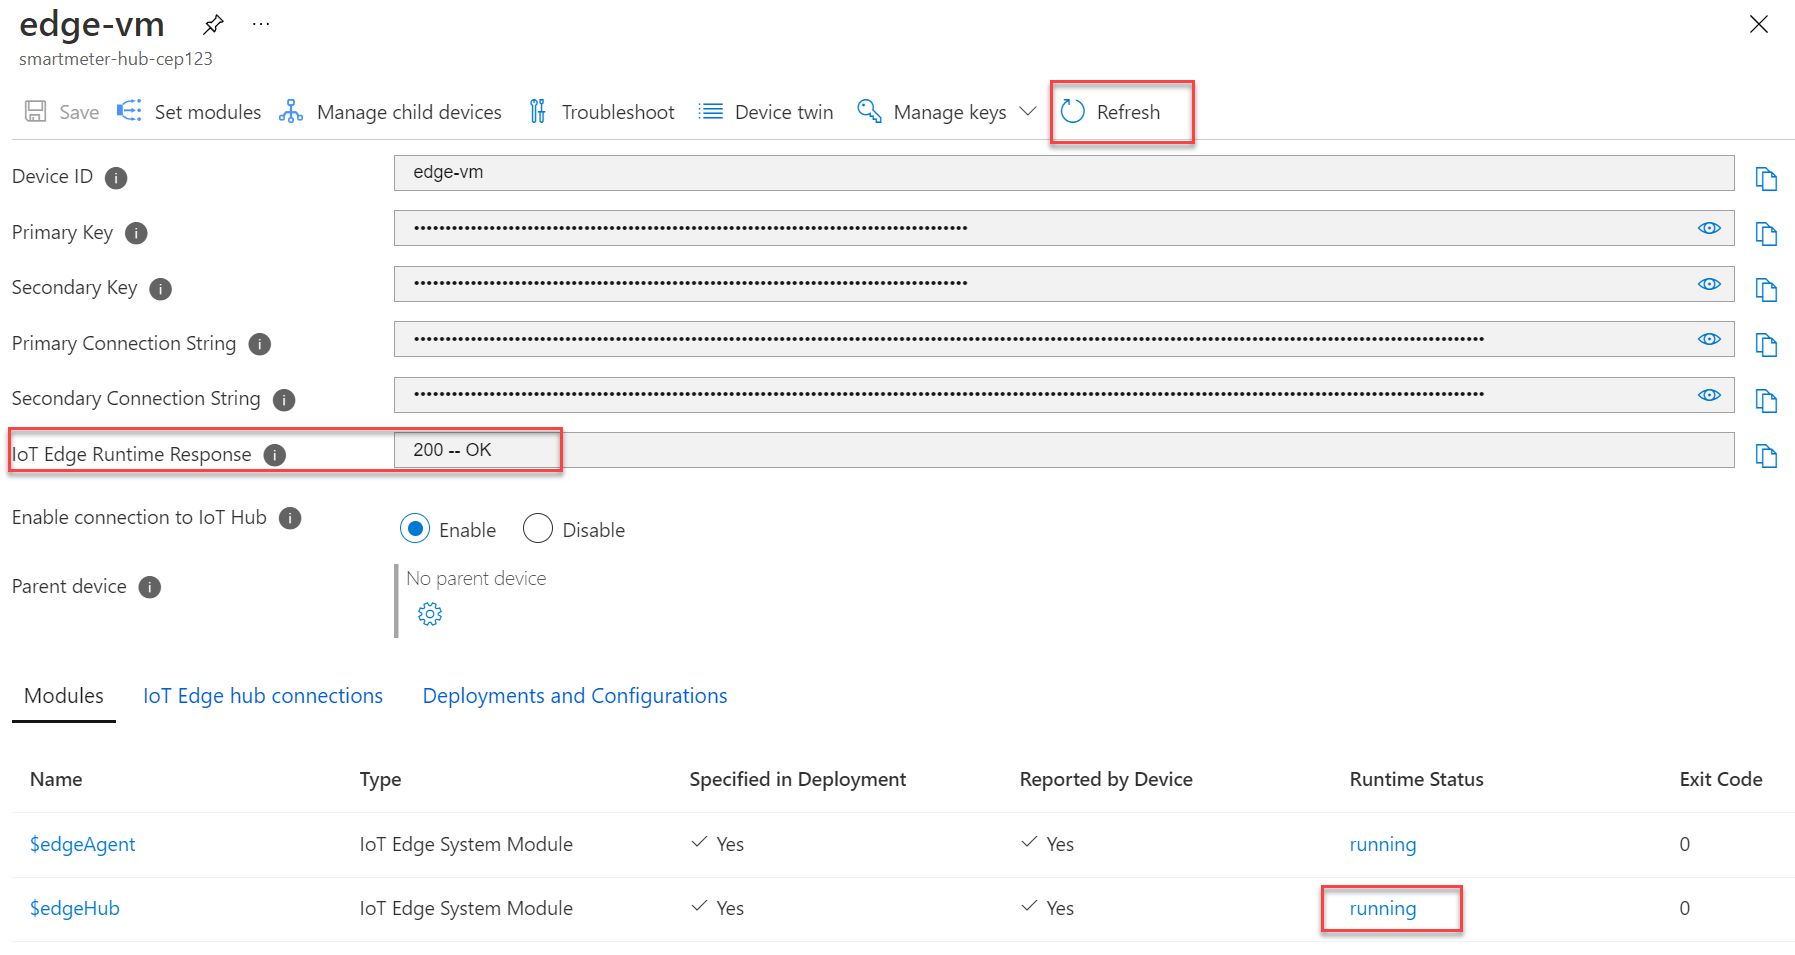 edge-vm ...
smartmeter-hub-cep123
Save Set modules Manage child devices Troubleshoot Device twin Manage keys Refresh
Device ID edge-vm
Primary Key
Secondary Key
Primary Connection String
Secondary Connection String
IoT Edge Runtime Response 200 -- OK
Enable connection to IoT Hub Enable Disable
Parent device No parent device
Modules IoT Edge hub connections Deployments and Configurations
Name Type Specified in Deployment Reported by Device Runtime Status Exit Code
$edgeAgent IoT Edge System Module Yes Yes running 0
$edgeHub IoT Edge System Module Yes Yes running 0